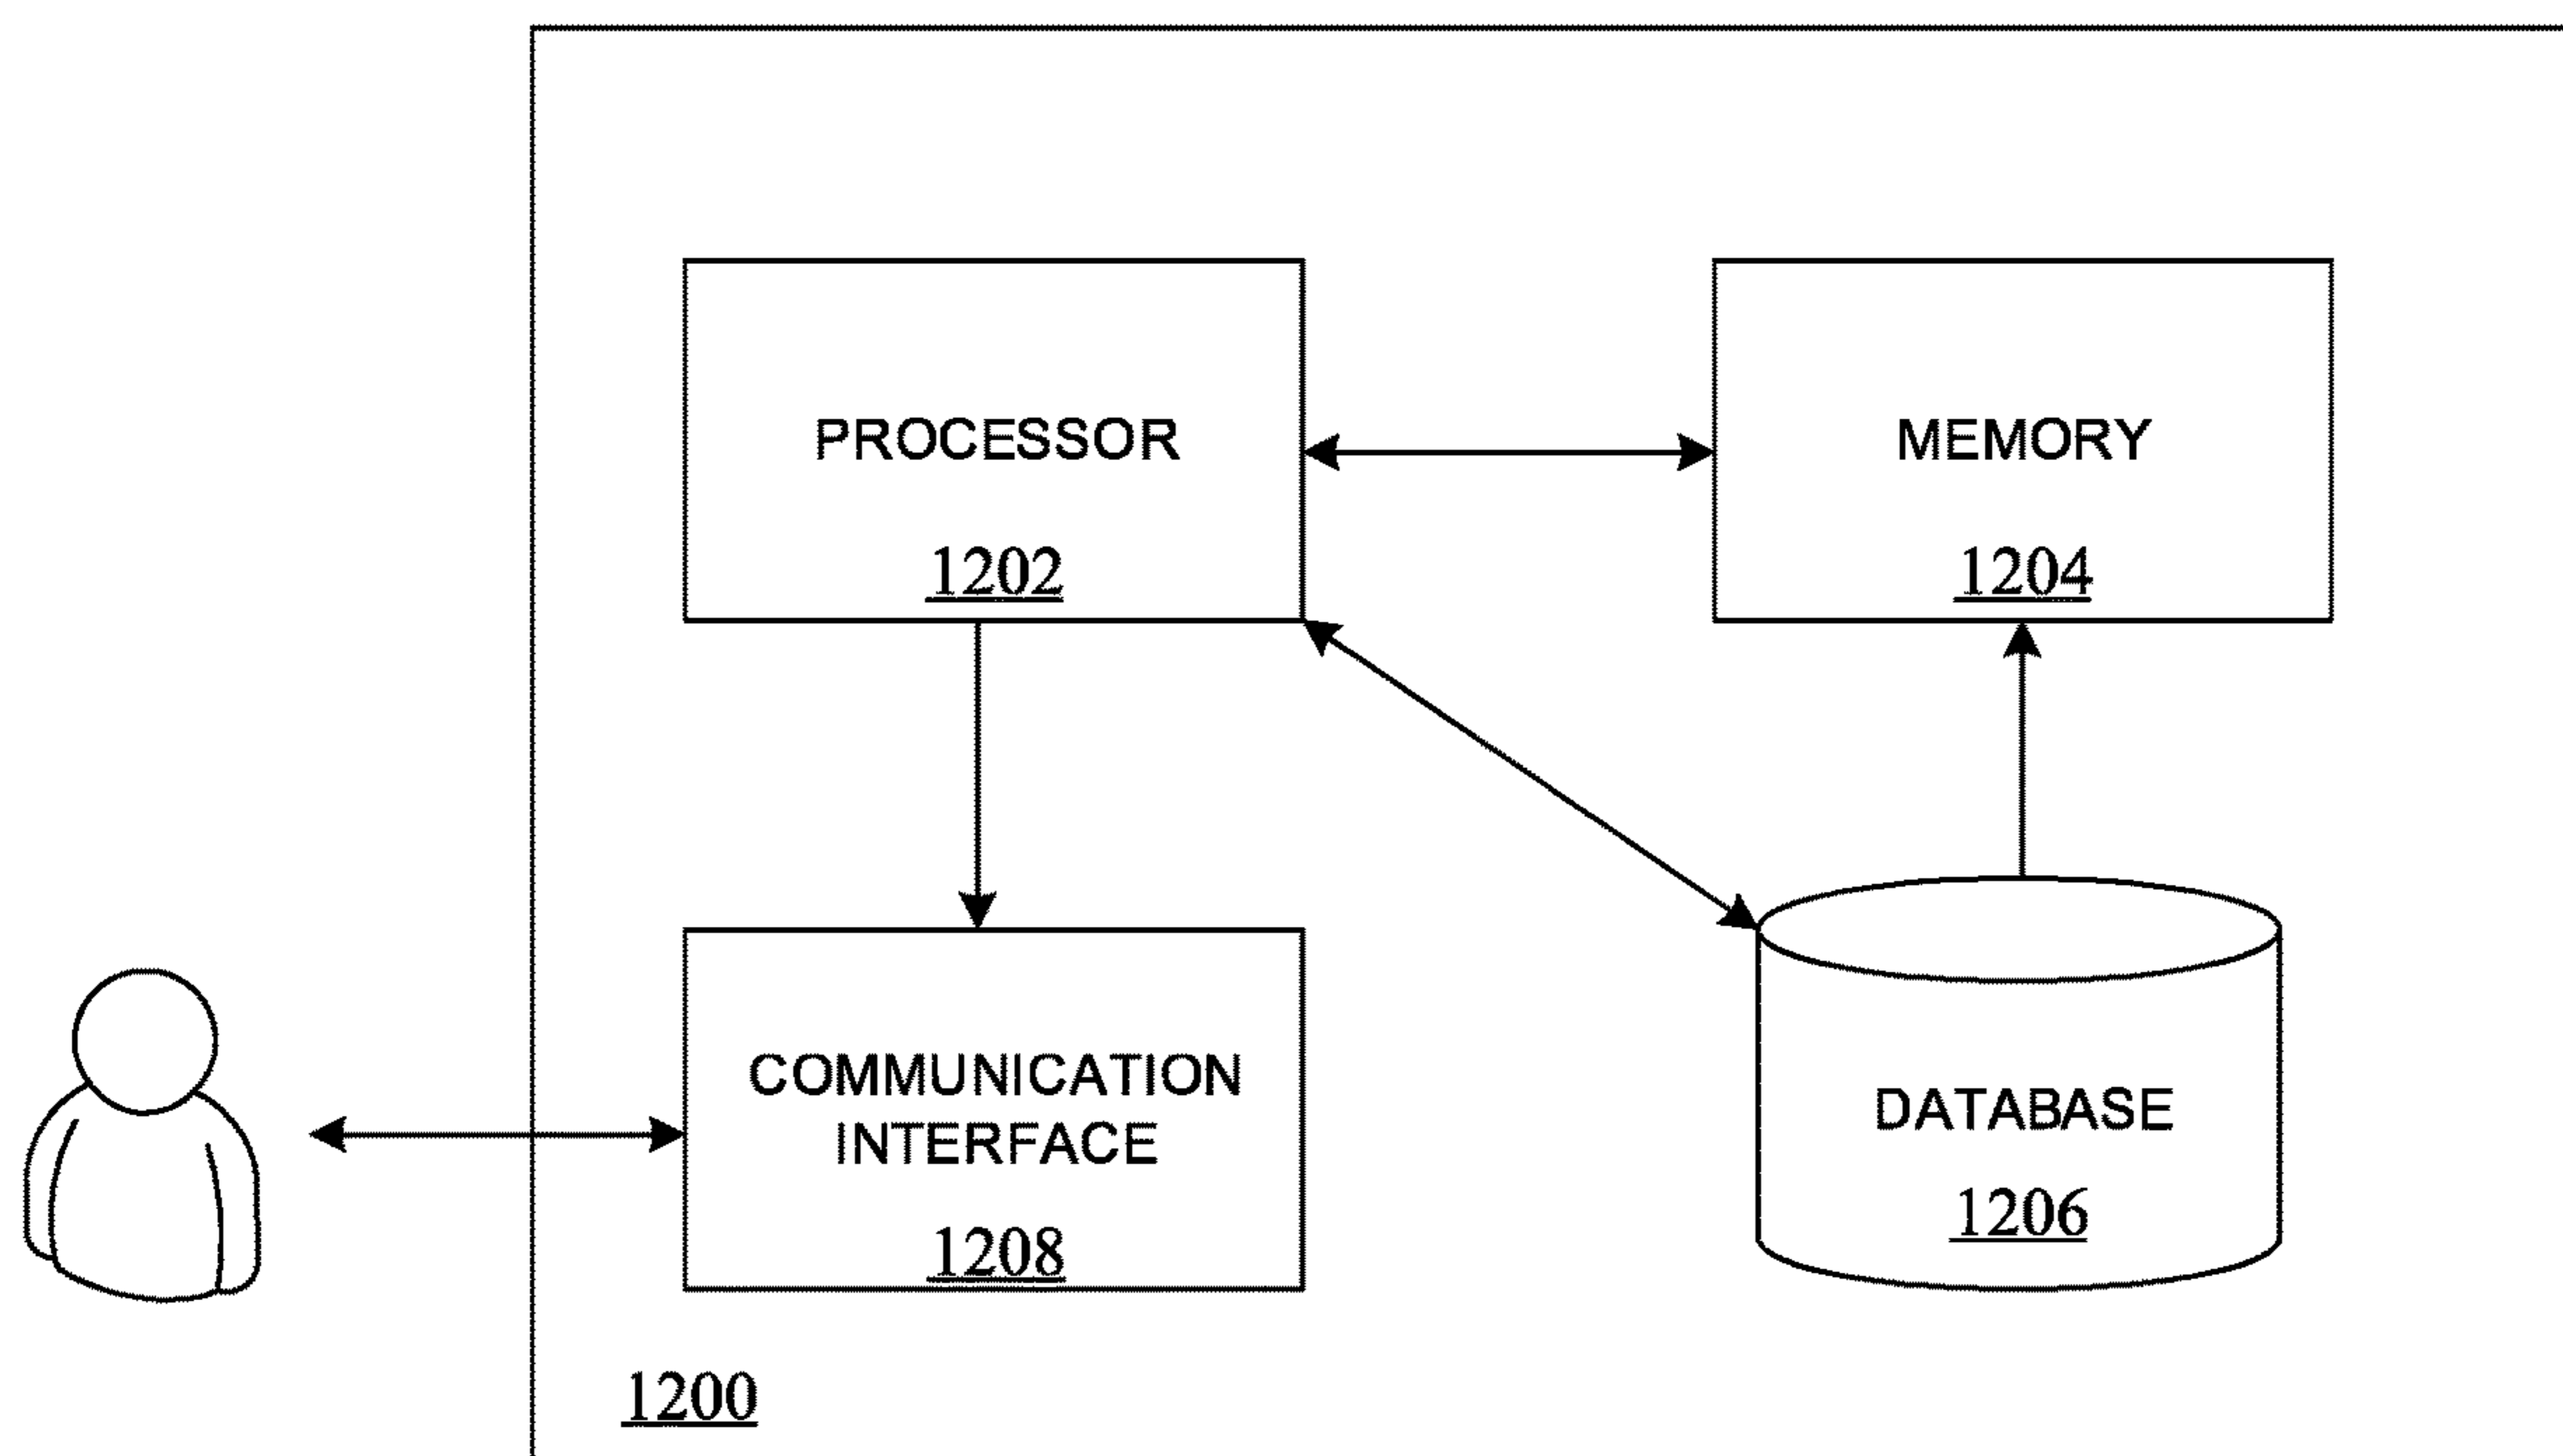 PROCESSOR
1202
MEMORY
1204
COMMUNICATION
INTERFACE
1208
DATABASE
1206
1200